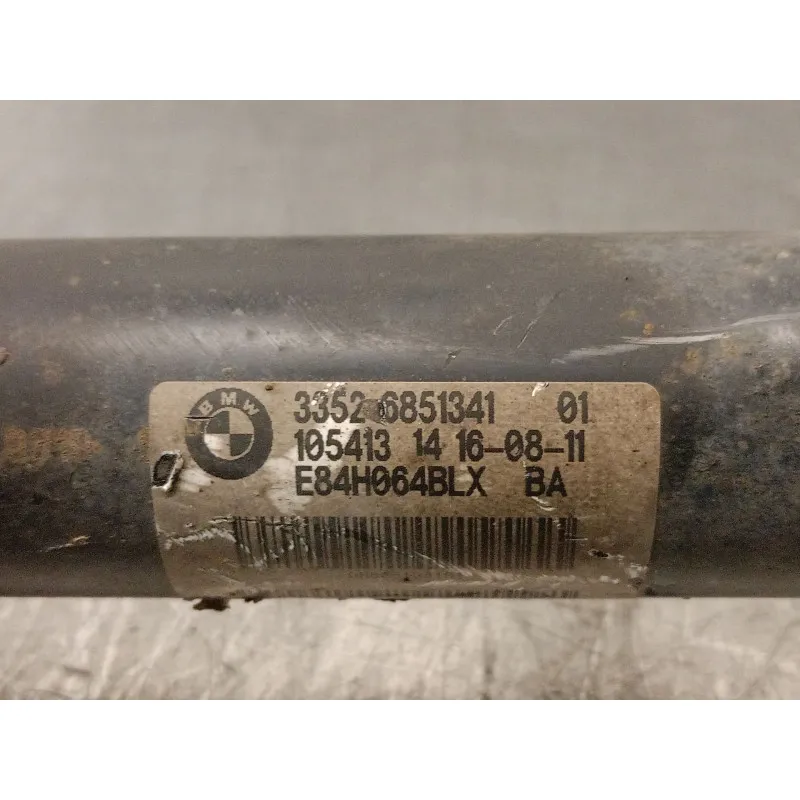 BMW
3352 6851341 01
105413 14 16-08-11
E84H064BLX BA